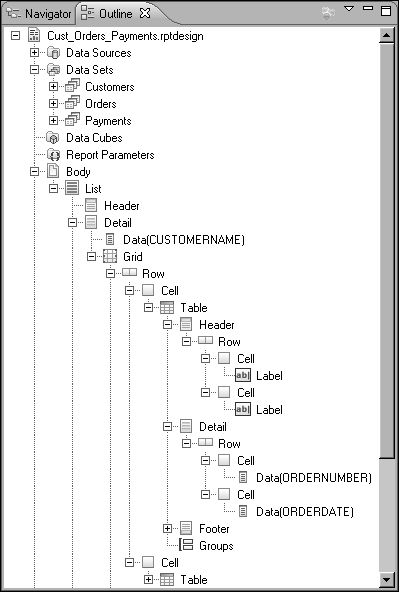 Navigator Outline
Cust_Orders_Payments.rptdesign
Data Sources
Data Sets
Customers
Orders
Payments
Data Cubes
Report Parameters
Body
List
Header
Detail
Data(CUSTOMERNAME)
Grid
Row
Cell
Table
Header
Row
Cell
ab Label
Cell
ab Label
Detail
Row
Cell
Data(ORDERNUMBER)
Cell
Data(ORDERDATE)
Footer
Groups
Cell
Table